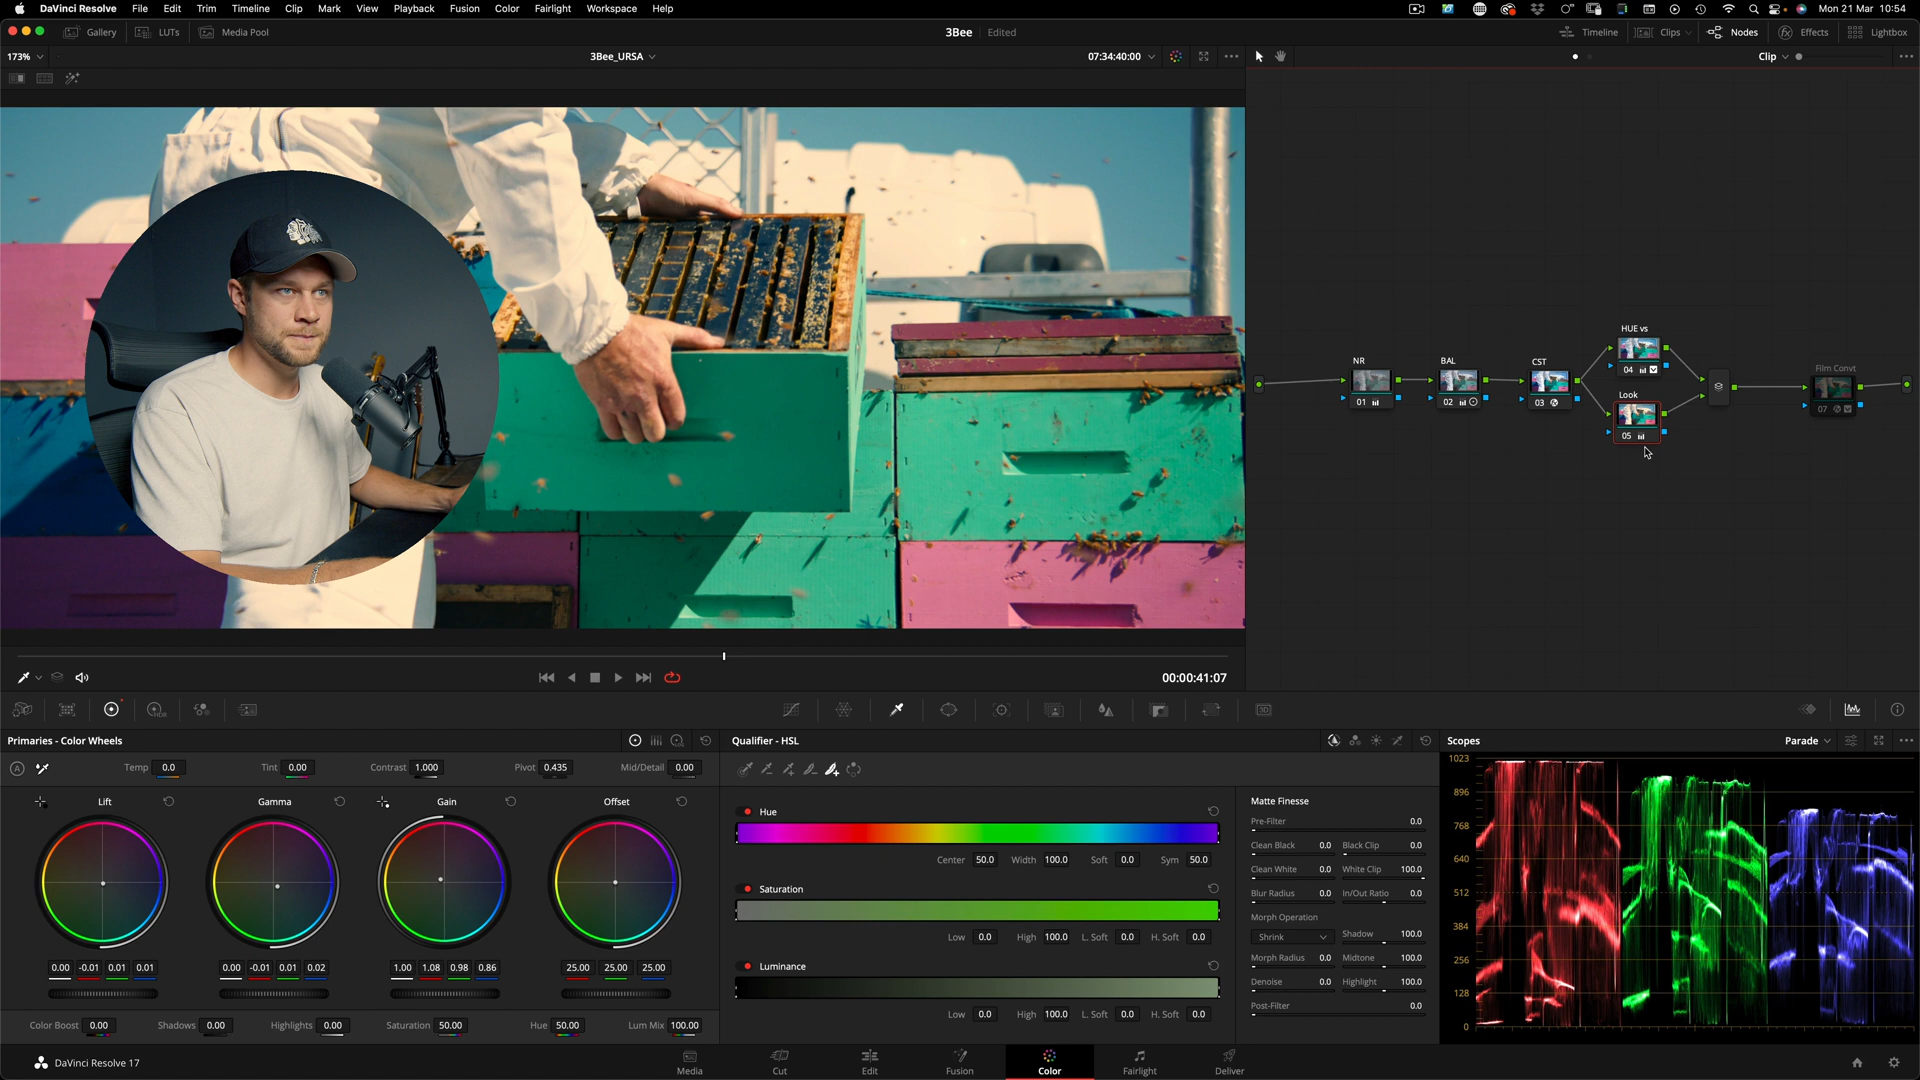 DaVinci Resolve File Edit Trim Timeline Clip Mark View Playback Fusion Color Fairlight Workspace Help
Mon 21 Mar 10:54
Gallery LUTs Media Pool
3Bee Edited
Timeline Clips Nodes Effects Lightbox
173%
3Bee_URSA
07:34:40:00
Clip
HUE vs
04
NR
01
BAL
02
CST
03
Look
05
Film Convt
07
00:00:41:07
HDR
3D
Primaries - Color Wheels
Qualifier - HSL
Scopes
Parade
A
Temp 0.0 Tint 0.00 Contrast 1.000 Pivot 0.435 Mid/Detail 0.00
Lift Gamma Gain Offset
0.00 -0.01 0.01 0.01
0.00 -0.01 0.01 0.02
1.00 1.08 0.98 0.86
25.00 25.00 25.00
Color Boost 0.00 Shadows 0.00 Highlights 0.00 Saturation 50.00 Hue 50.00 Lum Mix 100.00
Hue
Center 50.0 Width 100.0 Soft 0.0 Sym 50.0
Saturation
Low 0.0 High 100.0 L. Soft 0.0 H. Soft 0.0
Luminance
Low 0.0 High 100.0 L. Soft 0.0 H. Soft 0.0
Matte Finesse
Pre-Filter 0.0
Clean Black 0.0 Black Clip 0.0
Clean White 0.0 White Clip 100.0
Blur Radius 0.0 In/Out Ratio 0.0
Morph Operation
Shrink Shadow 100.0
Morph Radius 0.0 Midtone 100.0
Denoise 0.0 Highlight 100.0
Post-Filter 0.0
1023
896
768
640
512
384
256
128
0
DaVinci Resolve 17
Media Cut Edit Fusion Color Fairlight Deliver